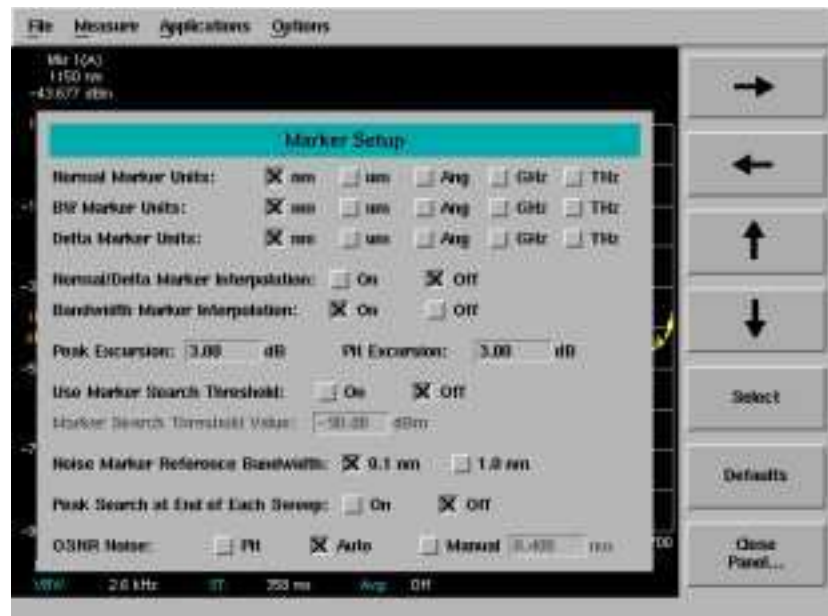 File Measure Applications Options
Mkr 1(A)
1150 nm
-43.677 dBm
Marker Setup
Normal Marker Units: nm um Ang GHz THz
BW Marker Units: nm um Ang GHz THz
Delta Marker Units: nm um Ang GHz THz
Normal/Delta Marker Interpolation: On Off
Bandwidth Marker Interpolation: On Off
Peak Excursion: 3.00 dB Pit Excursion: 3.00 dB
Use Marker Search Threshold: On Off
Marker Search Threshold Value: dBm
Noise Marker Reference Bandwidth: 0.1 nm 1.0 nm
Peak Search at End of Each Sweep: On Off
OSNR Noise: Pit Auto Manual nm
VBW: 2.6 kHz ST: 358 ms Avg: Off
Select
Defaults
Close
Panel...